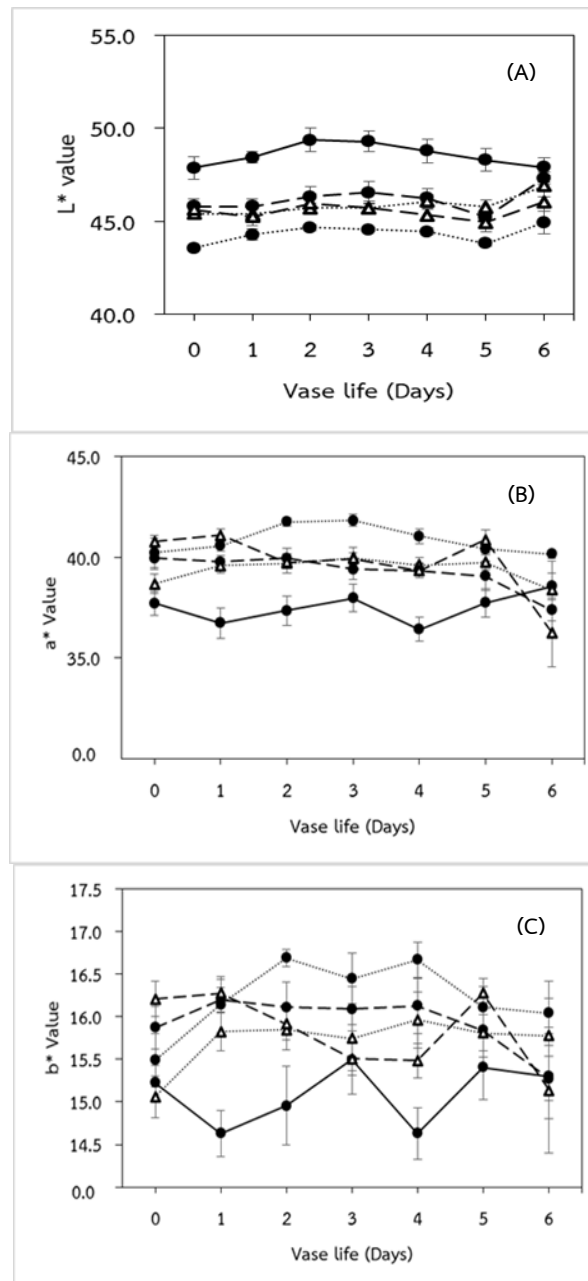 55.0
(A)
50.0
L* value
45.0
40.0
0 1 2 3 4 5 6
Vase life (Days)
45.0
(B)
40.0
a* Value
35.0
0.0
0 1 2 3 4 5 6
Vase life (Days)
17.5
17.0
(C)
16.5
16.0
b* Value
15.5
15.0
14.5
0.0
0 1 2 3 4 5 6
Vase life (Days)